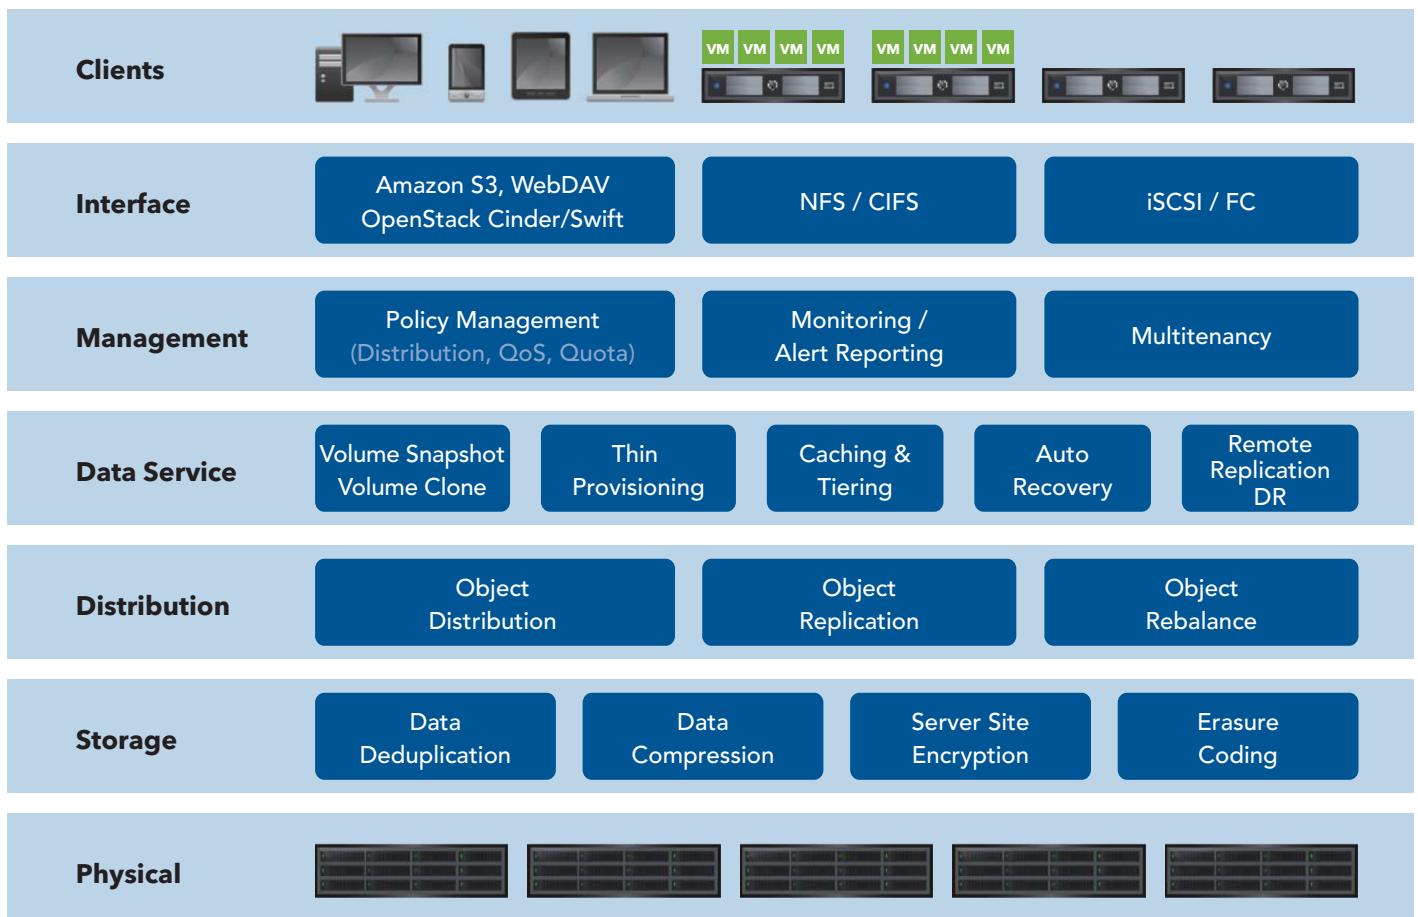 Clients
VM VM VM VM
VM VM VM VM
Interface
Amazon S3, WebDAV
OpenStack Cinder/Swift
NFS / CIFS
iSCSI / FC
Management
Policy Management
(Distribution, QoS, Quota)
Monitoring /
Alert Reporting
Multitenancy
Data Service
Volume Snapshot
Volume Clone
Thin
Provisioning
Caching &
Tiering
Auto
Recovery
Remote
Replication
DR
Distribution
Object
Distribution
Object
Replication
Object
Rebalance
Storage
Data
Deduplication
Data
Compression
Server Site
Encryption
Erasure
Coding
Physical